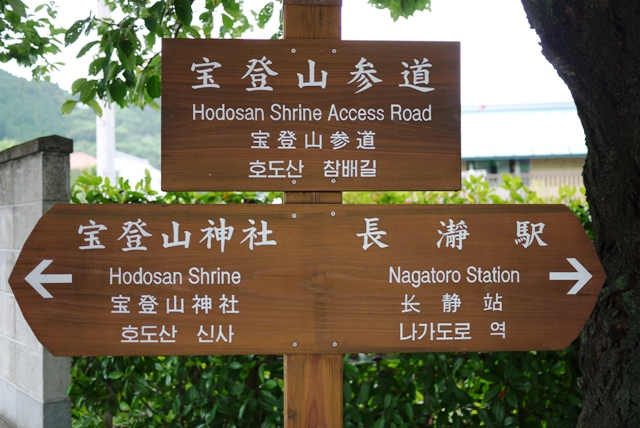 宝登山参道
Hodosan Shrine Access Road
宝登山参道
호도산 참배길
宝登山神社
Hodosan Shrine
宝登山神社
호도산 신사
長瀞駅
Nagatoro Station
长静站
나가도로 역